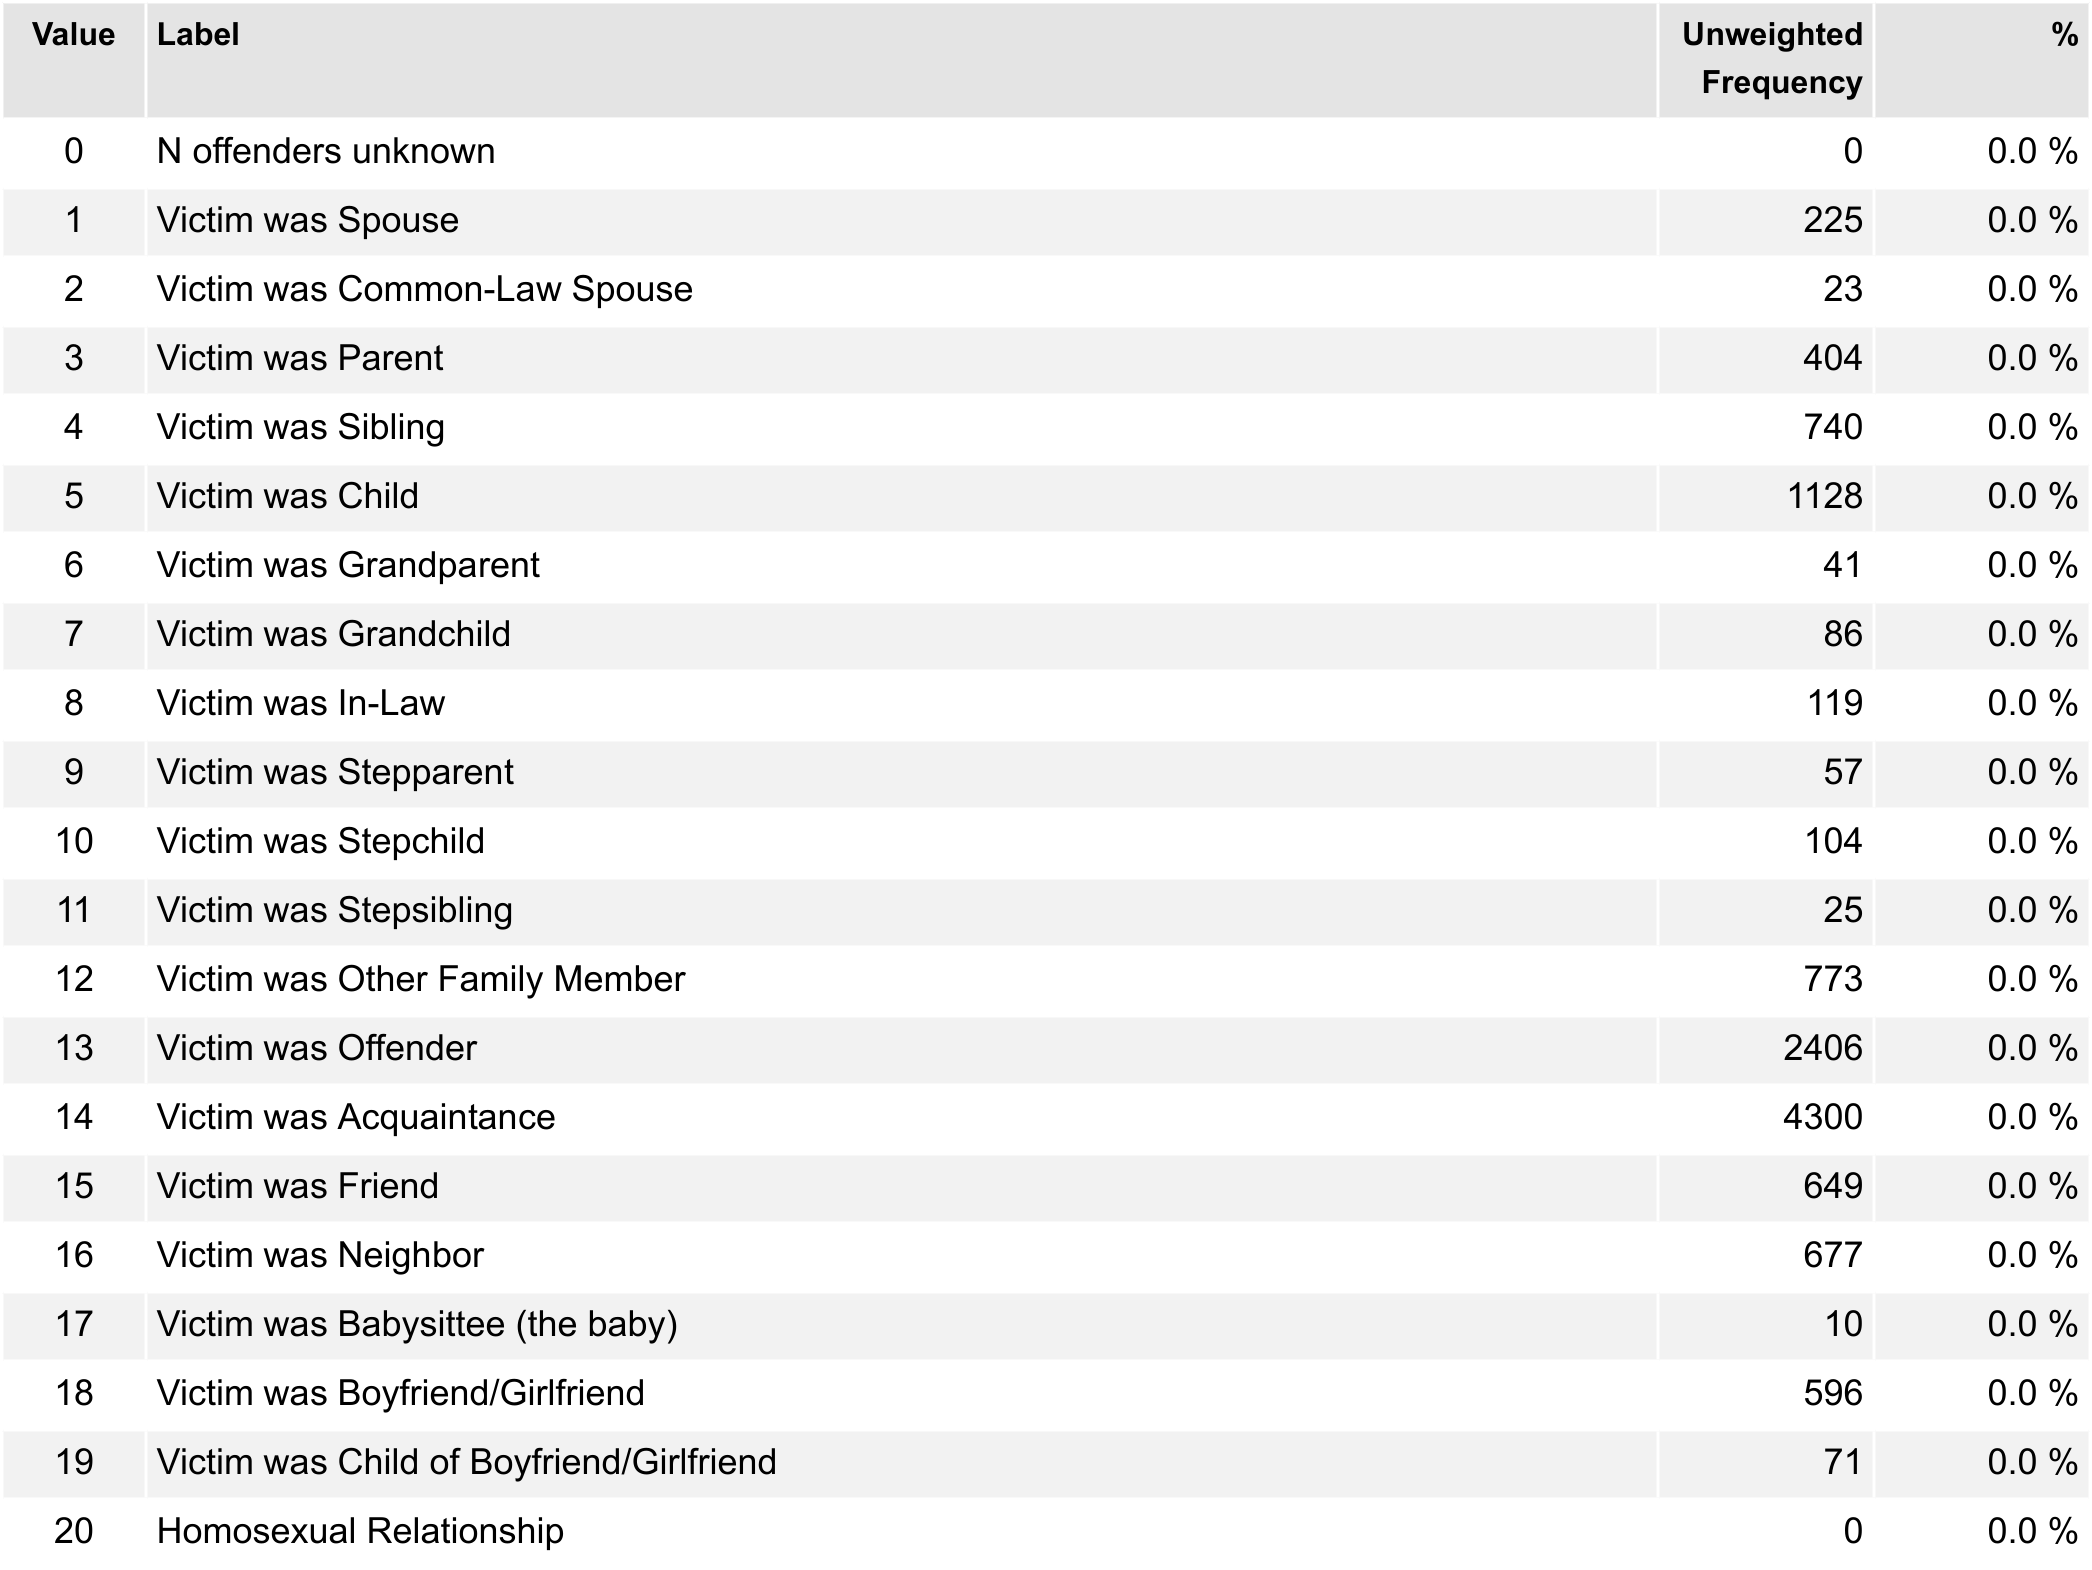 Value Label Unweighted Frequency %
0 N offenders unknown 0 0.0 %
1 Victim was Spouse 225 0.0 %
2 Victim was Common-Law Spouse 23 0.0 %
3 Victim was Parent 404 0.0 %
4 Victim was Sibling 740 0.0 %
5 Victim was Child 1128 0.0 %
6 Victim was Grandparent 41 0.0 %
7 Victim was Grandchild 86 0.0 %
8 Victim was In-Law 119 0.0 %
9 Victim was Stepparent 57 0.0 %
10 Victim was Stepchild 104 0.0 %
11 Victim was Stepsibling 25 0.0 %
12 Victim was Other Family Member 773 0.0 %
13 Victim was Offender 2406 0.0 %
14 Victim was Acquaintance 4300 0.0 %
15 Victim was Friend 649 0.0 %
16 Victim was Neighbor 677 0.0 %
17 Victim was Babysittee (the baby) 10 0.0 %
18 Victim was Boyfriend/Girlfriend 596 0.0 %
19 Victim was Child of Boyfriend/Girlfriend 71 0.0 %
20 Homosexual Relationship 0 0.0 %